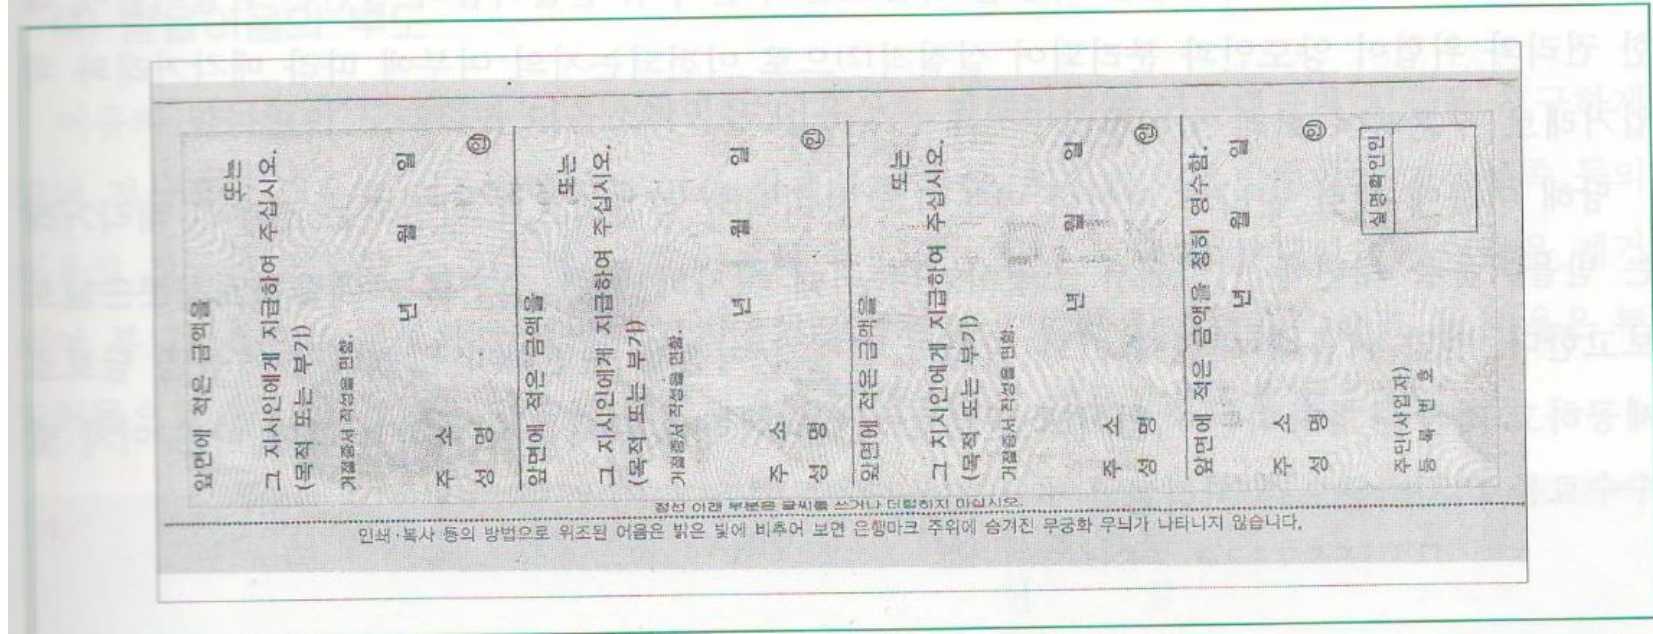 앞면에 적은 금액을
또는
그 지시인에게 지급하여 주십시오.
(목적 또는 부기)
거절증서 작성을 면함.
년 월 일
주 소
성 명 ㊞
앞면에 적은 금액을
또는
그 지시인에게 지급하여 주십시오.
(목적 또는 부기)
거절증서 작성을 면함.
년 월 일
주 소
성 명 ㊞
앞면에 적은 금액을
또는
그 지시인에게 지급하여 주십시오.
(목적 또는 부기)
거절증서 작성을 면함.
년 월 일
주 소
성 명 ㊞
앞면에 적은 금액을 정히 영수함.
년 월 일
주 소
성 명 ㊞
주민(사업자)
등 록 번 호
실명확인인
점선 아래 부분은 글씨를 쓰거나 더럽히지 마십시오.
인쇄·복사 등의 방법으로 위조된 어음은 밝은 빛에 비추어 보면 은행마크 주위에 숨겨진 무궁화 무늬가 나타나지 않습니다.